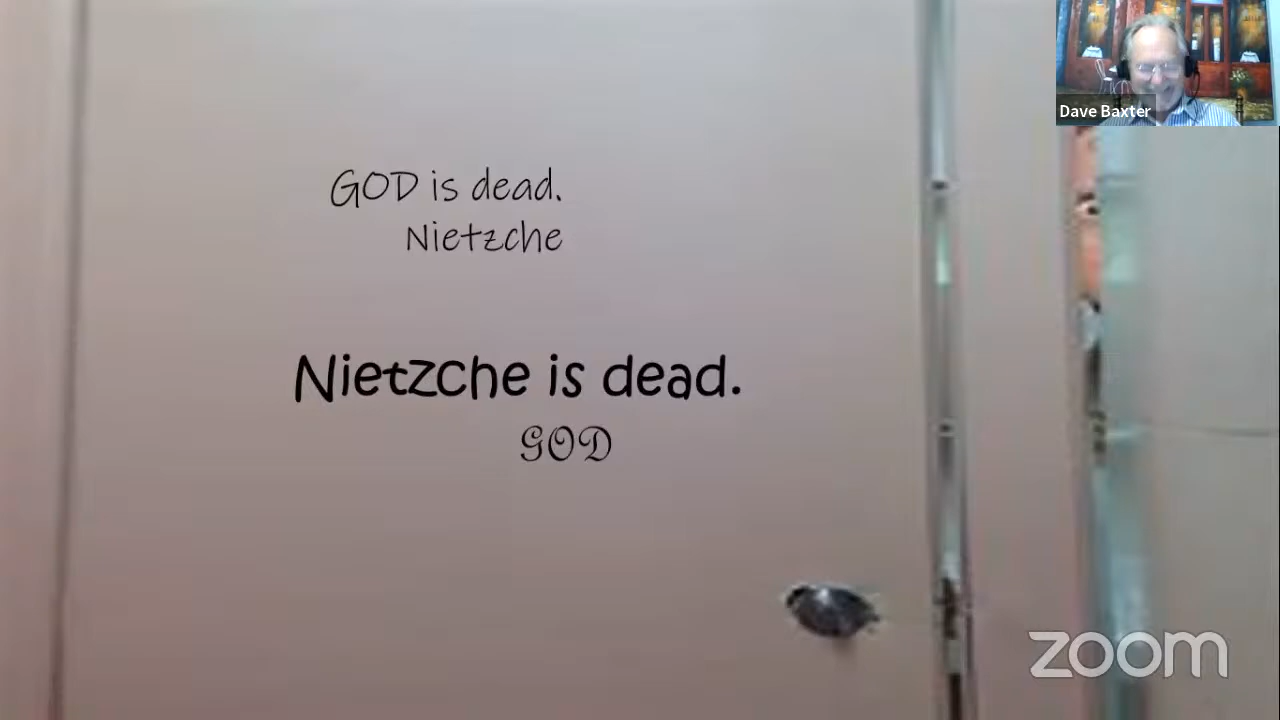 Dave Baxter
GOD is dead.
Nietzche
Nietzche is dead.
GOD
zoom